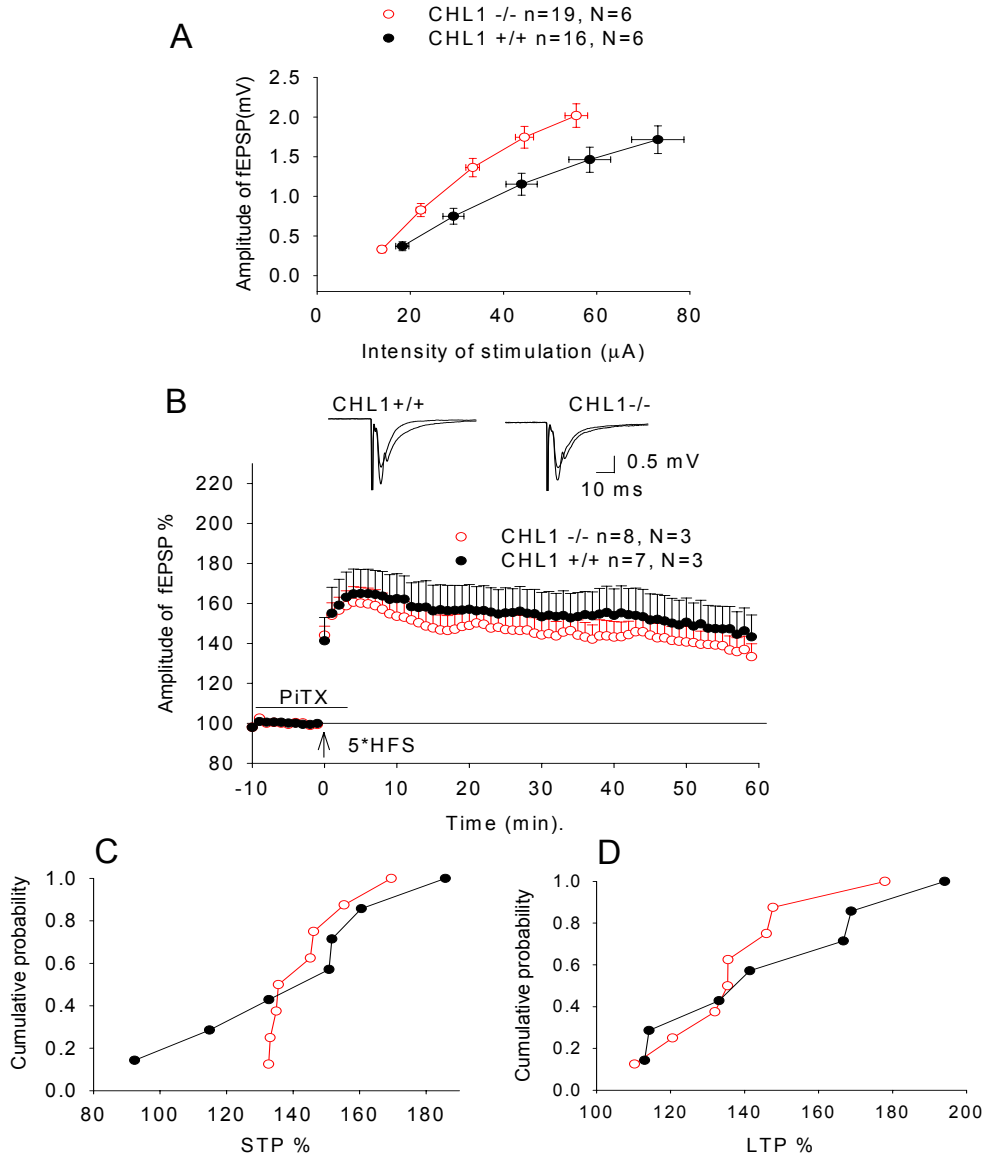 A
CHL1 -/- n=19, N=6
CHL1 +/+ n=16, N=6
Amplitude of fEPSP(mV)
2.5
2.0
1.5
1.0
0.5
0.0
0 20 40 60 80
Intensity of stimulation (μA)
B
CHL1+/+ CHL1-/-
0.5 mV
10 ms
CHL1 -/- n=8, N=3
CHL1 +/+ n=7, N=3
Amplitude of fEPSP %
220
200
180
160
140
120
100
80
PiTX
5*HFS
-10 0 10 20 30 40 50 60
Time (min).
C
Cumulative probability
1.0
0.8
0.6
0.4
0.2
0.0
80 100 120 140 160 180
STP %
D
Cumulative probability
1.0
0.8
0.6
0.4
0.2
0.0
100 120 140 160 180 200
LTP %